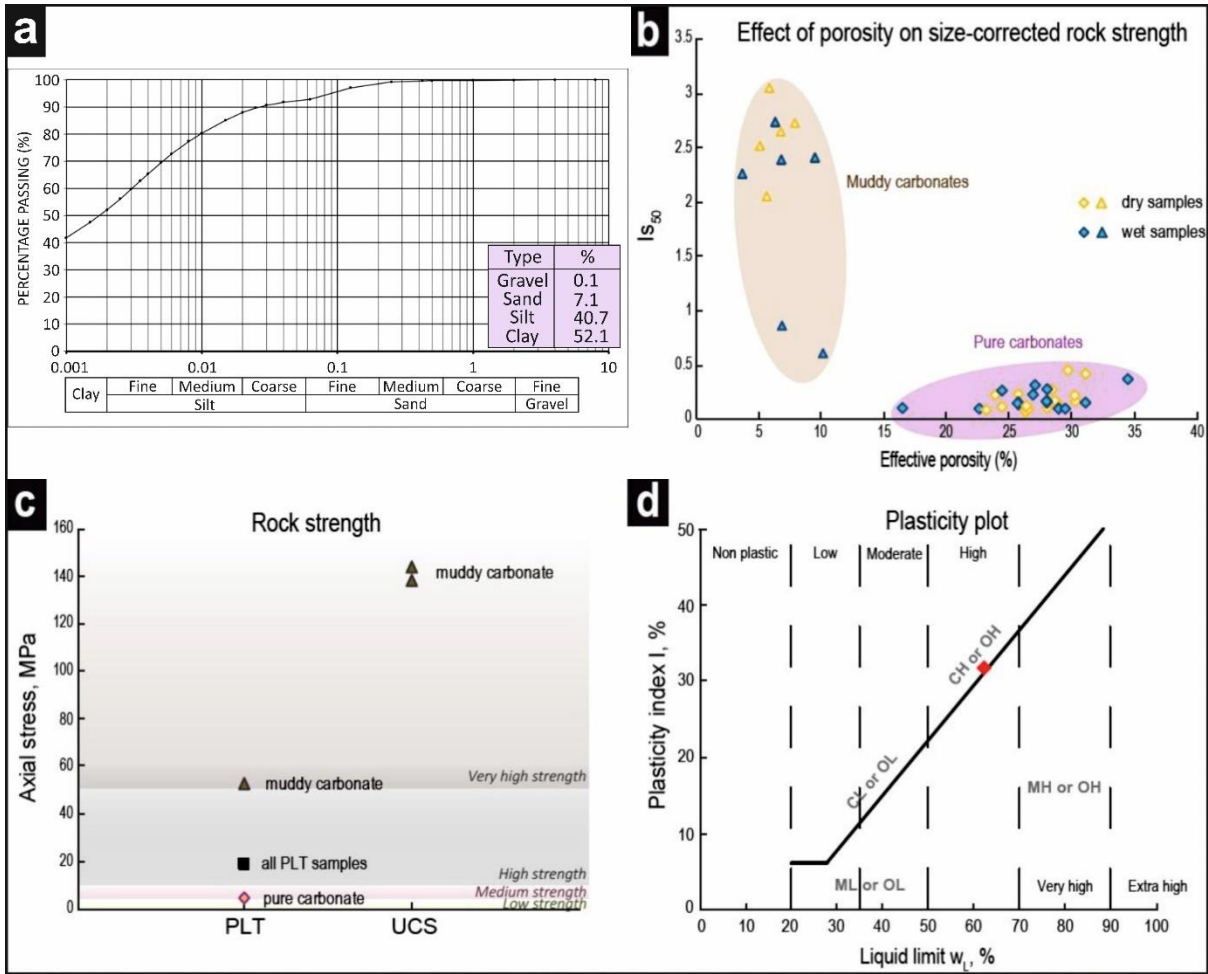 a
PERCENTAGE PASSING (%)
100
90
80
70
60
50
40
30
20
10
0
0.001 0.01 0.1 1 10
Type %
Gravel 0.1
Sand 7.1
Silt 40.7
Clay 52.1
Clay Fine Medium Coarse Fine Medium Coarse Fine
Silt Sand Gravel
b
Effect of porosity on size-corrected rock strength
Is50
3.5
3
2.5
2
1.5
1
0.5
0
0 5 10 15 20 25 30 35 40
Effective porosity (%)
Muddy carbonates
Pure carbonates
dry samples
wet samples
c
Rock strength
Axial stress, MPa
160
140
120
100
80
60
40
20
0
muddy carbonate
Very high strength
muddy carbonate
all PLT samples
High strength
Medium strength
pure carbonate
Low strength
PLT UCS
d
Plasticity plot
Plasticity index I, %
50
40
30
20
10
0
Non plastic Low Moderate High
CH or OH
CL or OL
MH or OH
ML or OL
Very high Extra high
0 10 20 30 40 50 60 70 80 90 100
Liquid limit wL, %